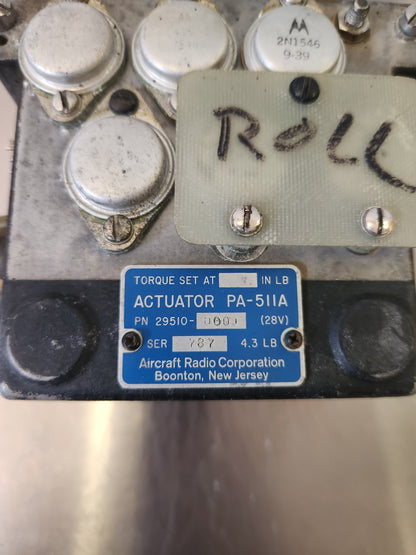 2N1546
9-39
ROLL
TORQUE SET AT IN LB
ACTUATOR PA-511A
PN 29510- (28V)
SER 787 4.3 LB
Aircraft Radio Corporation
Boonton, New Jersey